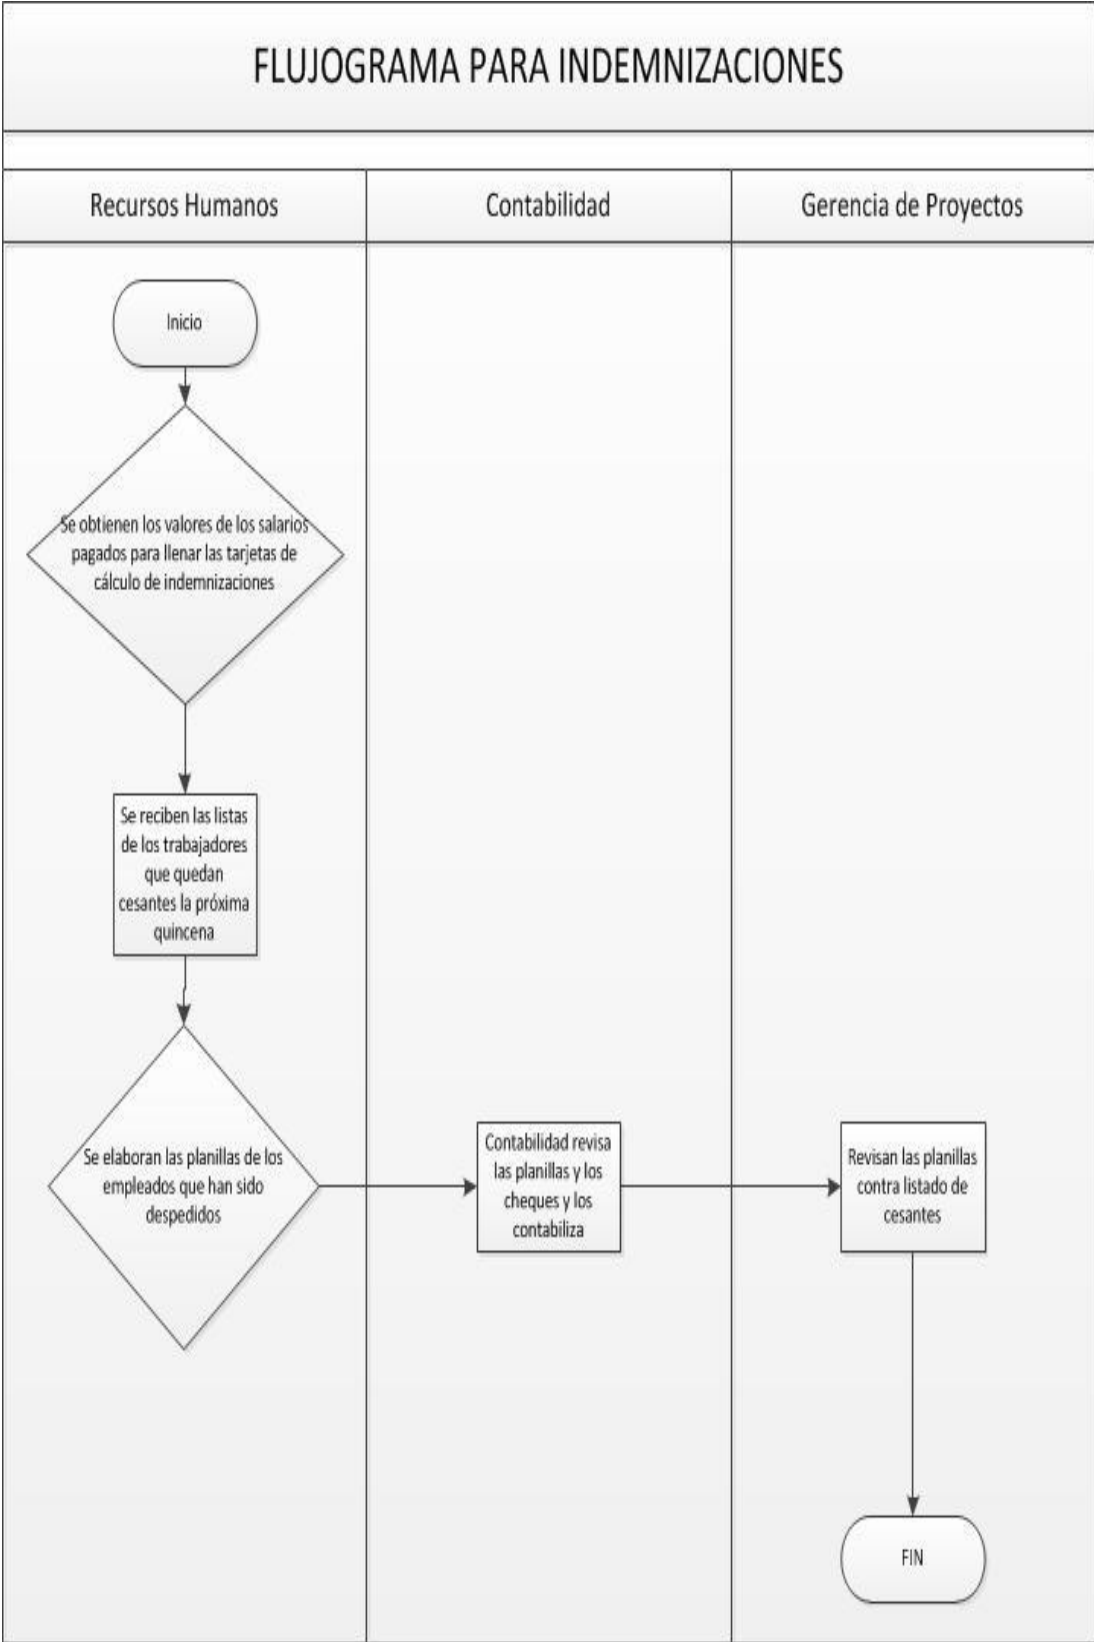 FLUJOGRAMA PARA INDEMNIZACIONES
Recursos Humanos
Contabilidad
Gerencia de Proyectos
Inicio
Se obtienen los valores de los salarios
pagados para llenar las tarjetas de
cálculo de indemnizaciones
Se reciben las listas
de los trabajadores
que quedan
cesantes la próxima
quincena
Se elaboran las planillas de los
empleados que han sido
despedidos
Contabilidad revisa
las planillas y los
cheques y los
contabiliza
Revisan las planillas
contra listado de
cesantes
FIN